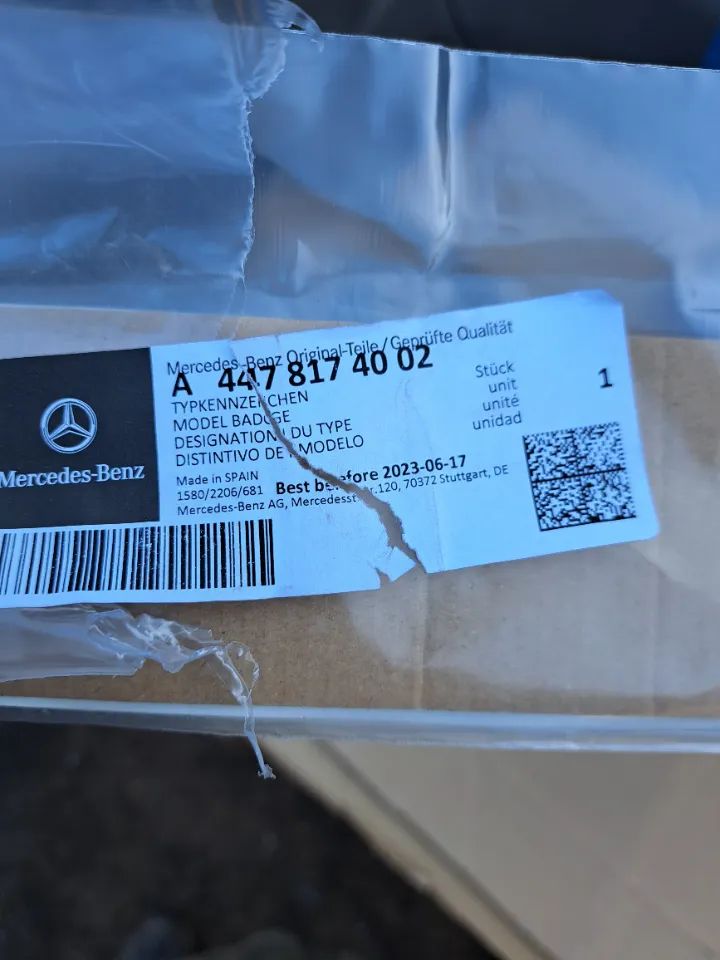 Mercedes-Benz Original-Teile/Geprüfte Qualität
A 447 817 40 02
TYPKENNZEICHEN
MODEL BADGE
DESIGNATION DU TYPE
DISTINTIVO DE MODELO
Stück
unit
unité
unidad
1
Made in SPAIN
1580/2206/681
Best before 2023-06-17
Mercedes-Benz AG, Mercedesstr.120, 70372 Stuttgart, DE
Mercedes-Benz